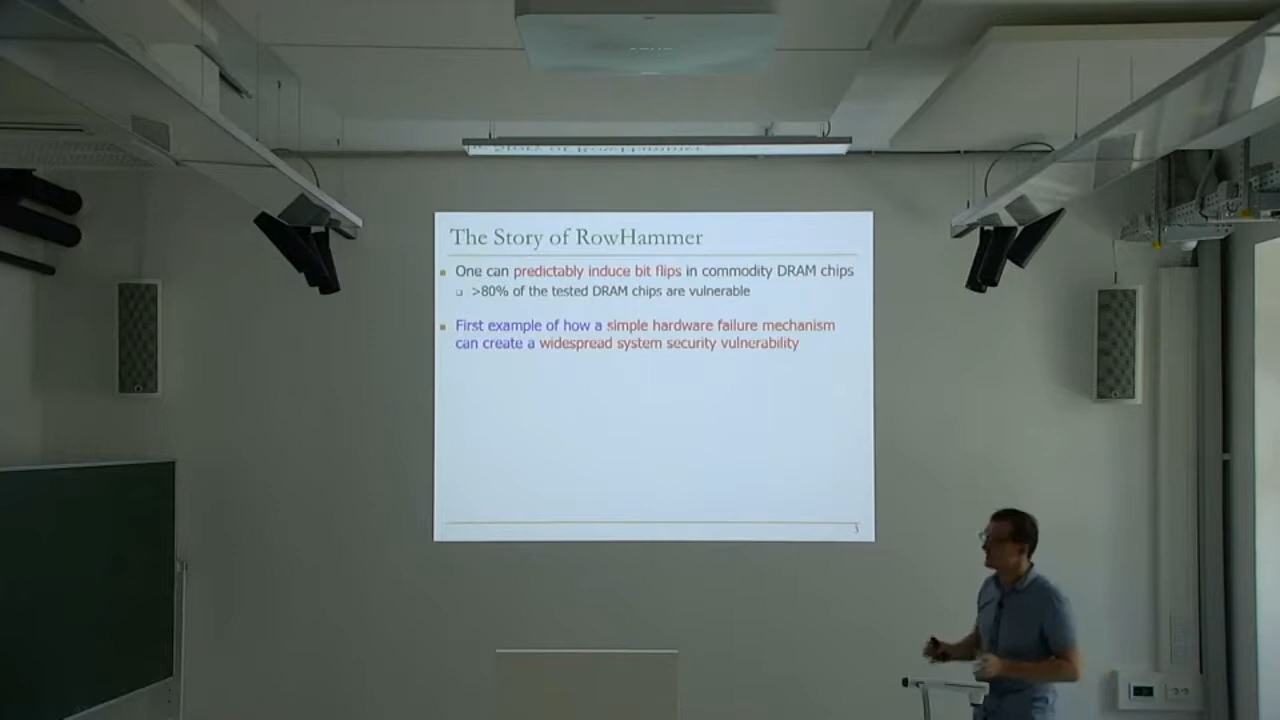 The Story of RowHammer
One can predictably induce bit flips in commodity DRAM chips
>80% of the tested DRAM chips are vulnerable
First example of how a simple hardware failure mechanism
can create a widespread system security vulnerability
3